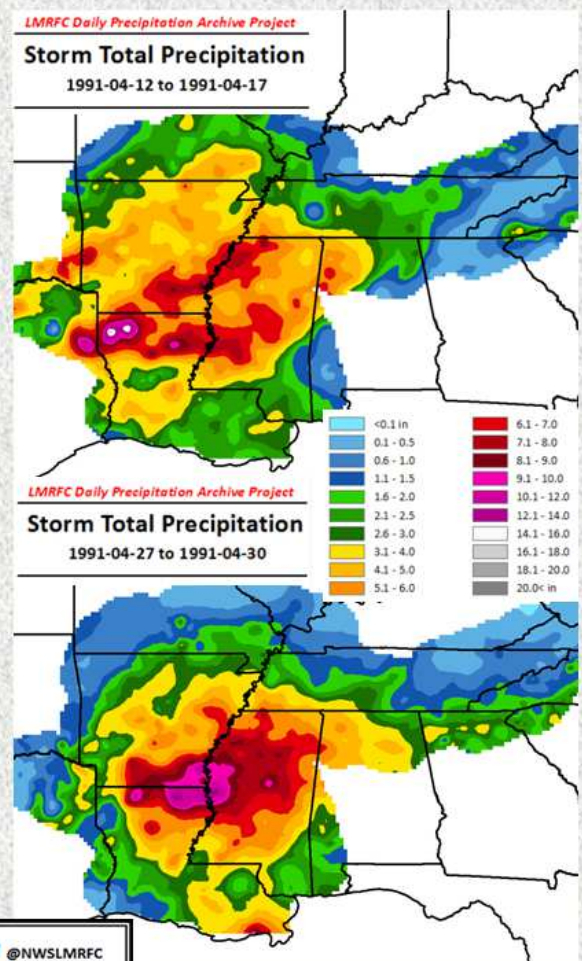 LMRFC Daily Precipitation Archive Project
Storm Total Precipitation
1991-04-12 to 1991-04-17
<0.1 in
0.1 - 0.5
0.6 - 1.0
1.1 - 1.5
1.6 - 2.0
2.1 - 2.5
2.6 - 3.0
3.1 - 4.0
4.1 - 5.0
5.1 - 6.0
6.1 - 7.0
7.1 - 8.0
8.1 - 9.0
9.1 - 10.0
10.1 - 12.0
12.1 - 14.0
14.1 - 16.0
16.1 - 18.0
18.1 - 20.0
20.0< in
LMRFC Daily Precipitation Archive Project
Storm Total Precipitation
1991-04-27 to 1991-04-30
@NWSLMRFC